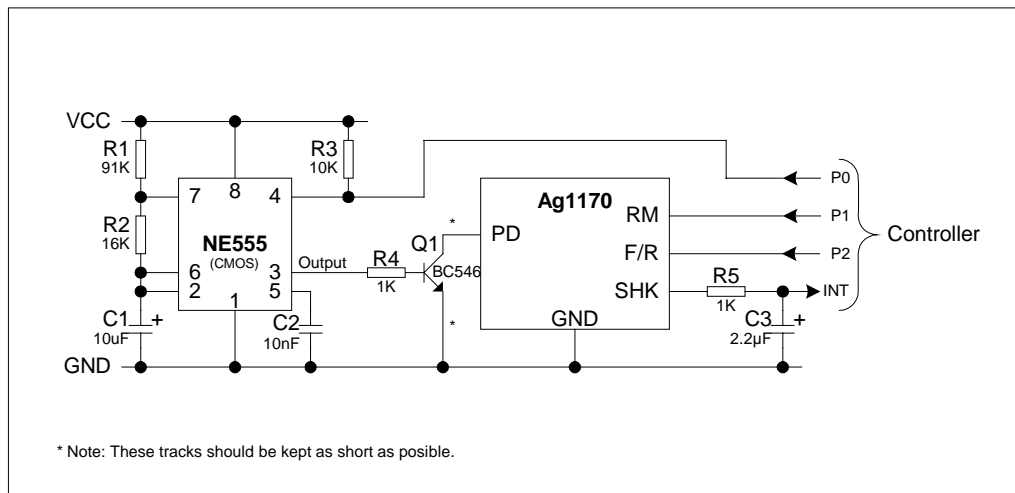 VCC
R1
91K
R2
16K
C1
+
10uF
GND
7
8
4
6
2
3
1
5
NE555
(CMOS)
R3
10K
Output
C2
10nF
R4
1K
Q1
BC546
*
*
Ag1170
PD
RM
F/R
SHK
GND
R5
1K
C3
+
2.2µF
P0
P1
P2
INT
Controller
* Note: These tracks should be kept as short as posible.